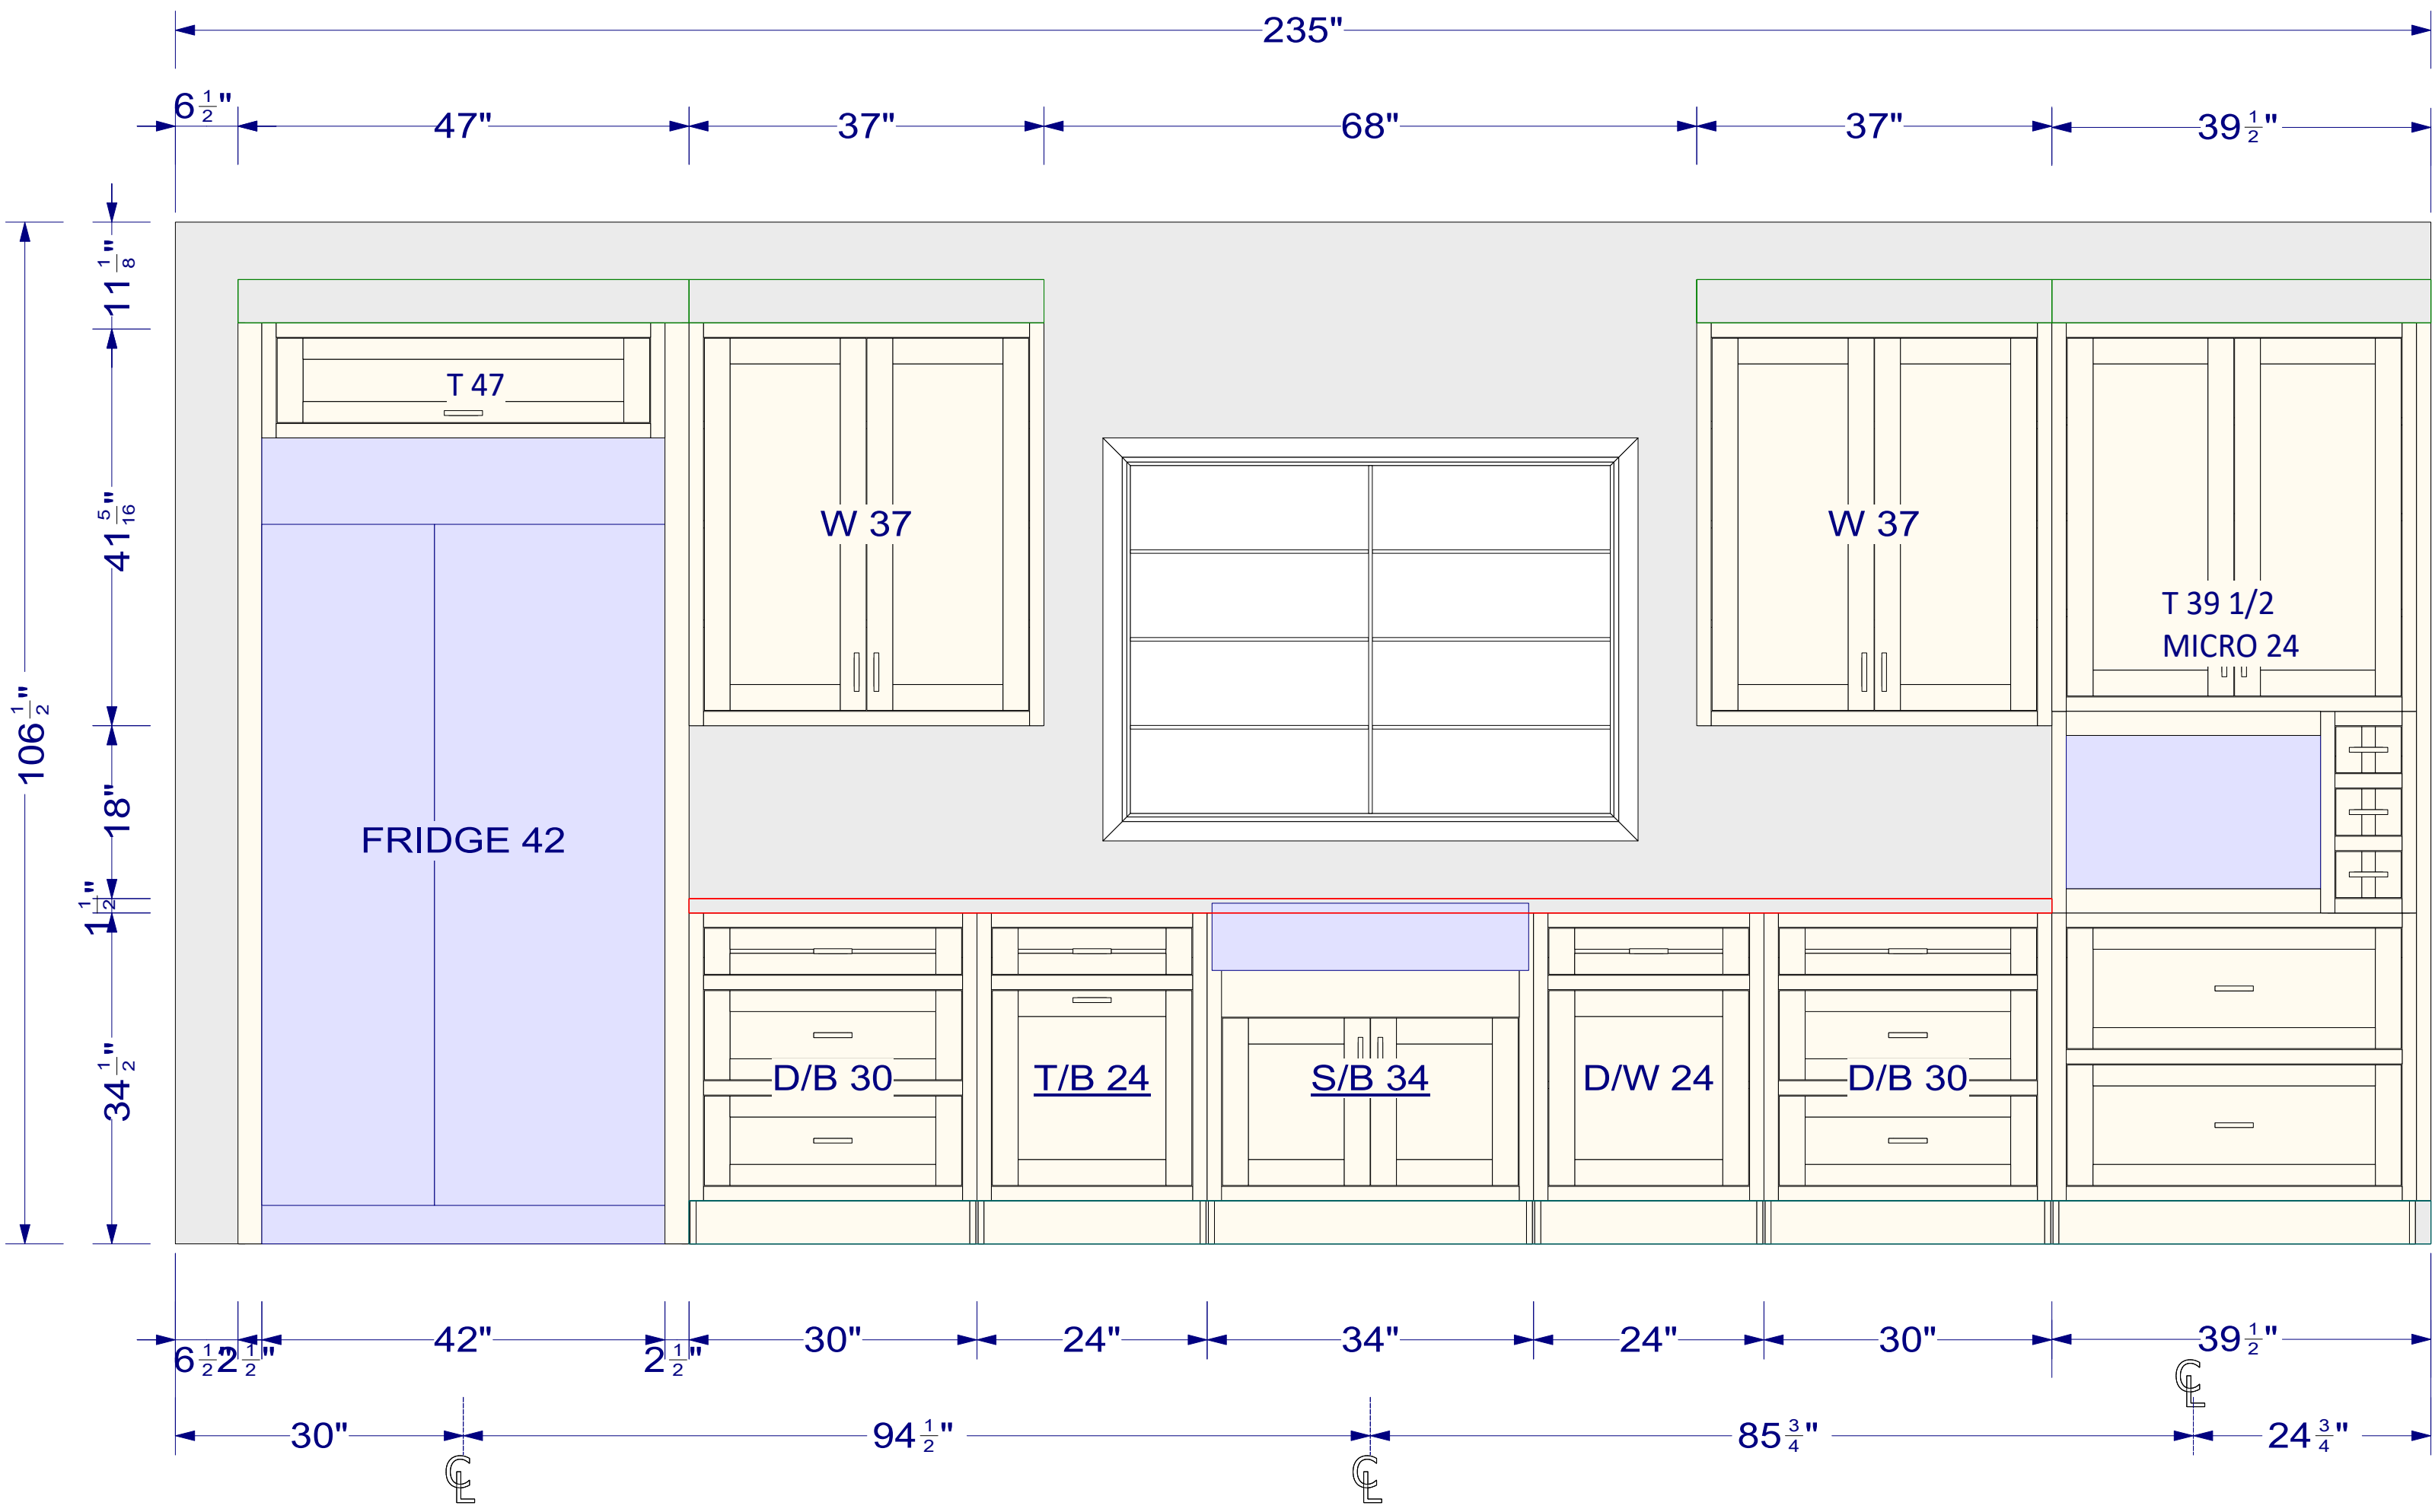 235"
6 1/2"
47"
37"
68"
37"
39 1/2"
11 1/8"
41 5/16"
18"
1 1/2"
34 1/2"
106 1/2"
T 47
W 37
W 37
T 39 1/2
MICRO 24
FRIDGE 42
D/B 30
T/B 24
S/B 34
D/W 24
D/B 30
6 1/2"
2 1/2"
42"
2 1/2"
30"
24"
34"
24"
30"
39 1/2"
CL
30"
94 1/2"
85 3/4"
24 3/4"
CL
CL